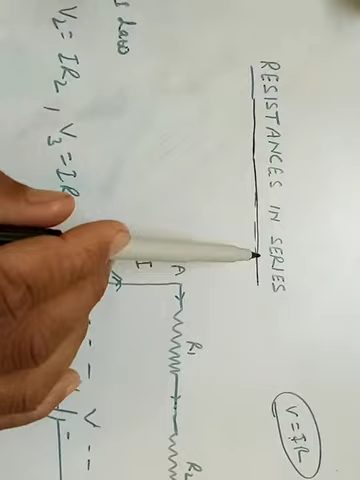 RESISTANCES IN SERIES
V=IR
A
R1
R2
I
V
s Law
V2=IR2, V3=IR